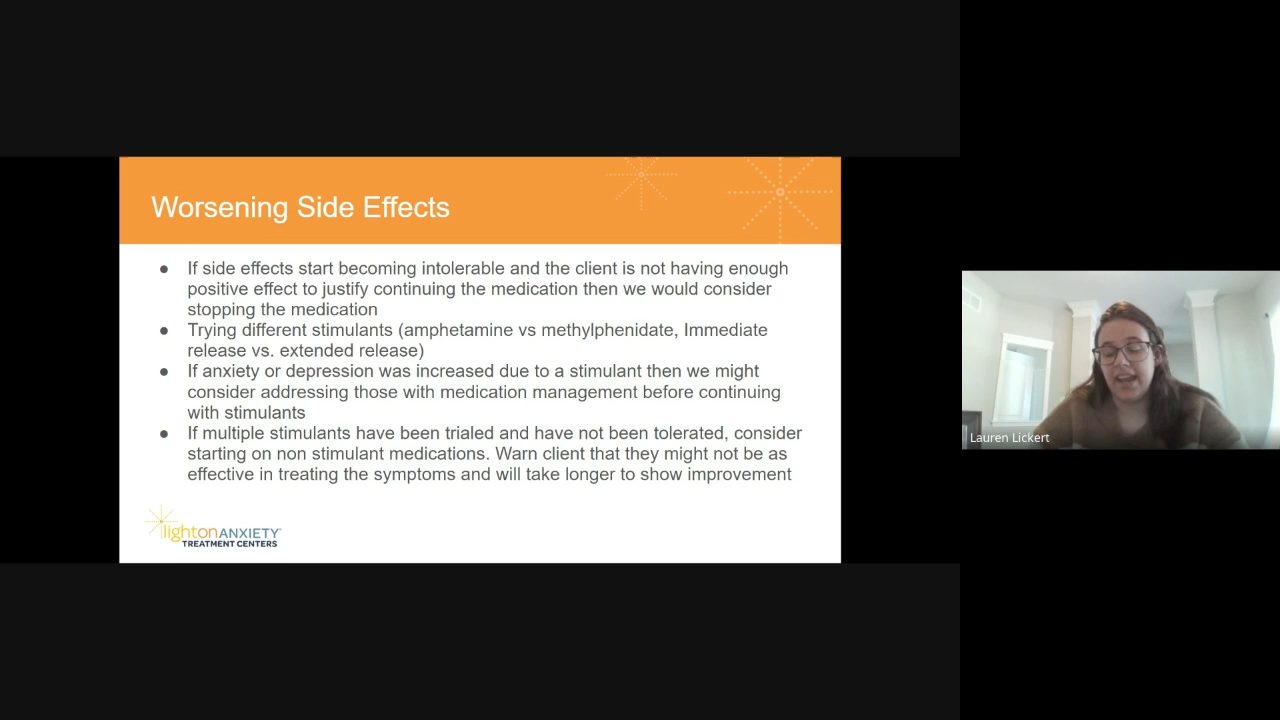 Worsening Side Effects
● If side effects start becoming intolerable and the client is not having enough
positive effect to justify continuing the medication then we would consider
stopping the medication
● Trying different stimulants (amphetamine vs methylphenidate, Immediate
release vs. extended release)
● If anxiety or depression was increased due to a stimulant then we might
consider addressing those with medication management before continuing
with stimulants
● If multiple stimulants have been trialed and have not been tolerated, consider
starting on non stimulant medications. Warn client that they might not be as
effective in treating the symptoms and will take longer to show improvement
lightonANXIETY
TREATMENT CENTERS
Lauren Lickert